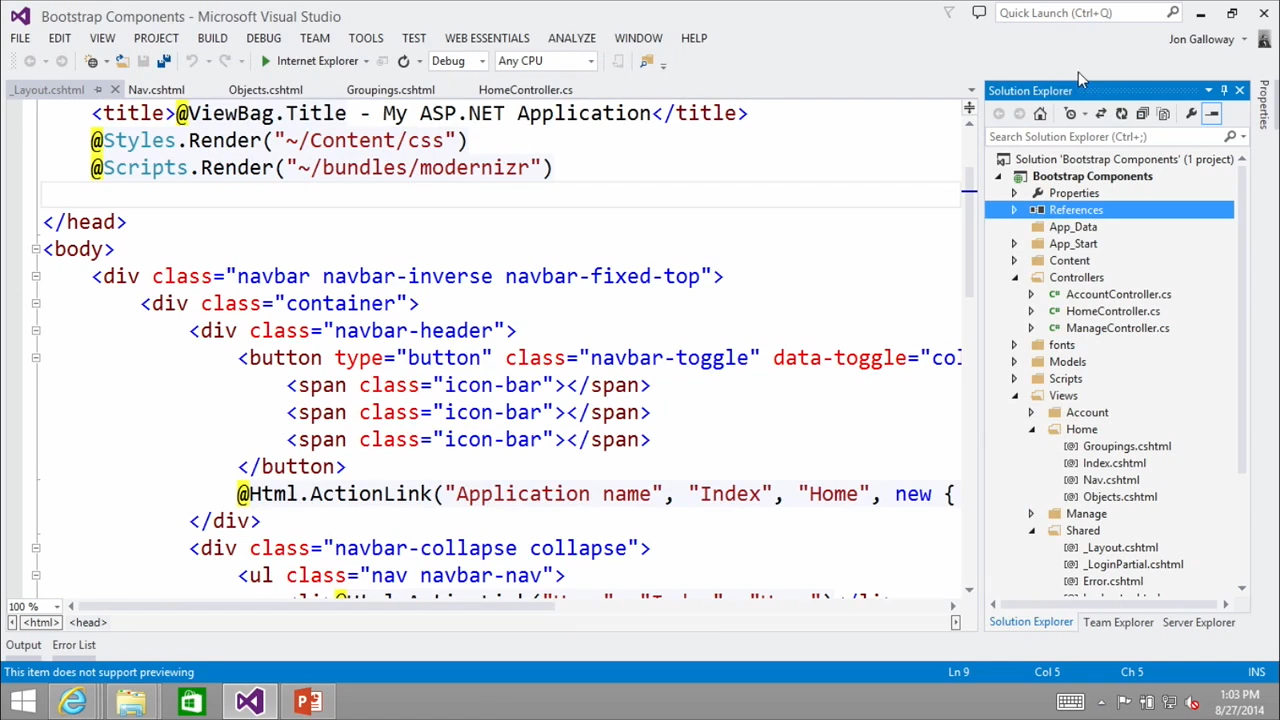 Bootstrap Components - Microsoft Visual Studio
Quick Launch (Ctrl+Q)
FILE EDIT VIEW PROJECT BUILD DEBUG TEAM TOOLS TEST WEB ESSENTIALS ANALYZE WINDOW HELP
Jon Galloway
Internet Explorer Debug Any CPU
_Layout.cshtml Nav.cshtml Objects.cshtml Groupings.cshtml HomeController.cs
<title>@ViewBag.Title - My ASP.NET Application</title>
@Styles.Render("~/Content/css")
@Scripts.Render("~/bundles/modernizr")
</head>
<body>
<div class="navbar navbar-inverse navbar-fixed-top">
<div class="container">
<div class="navbar-header">
<button type="button" class="navbar-toggle" data-toggle="col
<span class="icon-bar"></span>
<span class="icon-bar"></span>
<span class="icon-bar"></span>
</button>
@Html.ActionLink("Application name", "Index", "Home", new {
</div>
<div class="navbar-collapse collapse">
<ul class="nav navbar-nav">
100 %
<html> <head>
Solution Explorer
Search Solution Explorer (Ctrl+;)
Solution 'Bootstrap Components' (1 project)
Bootstrap Components
Properties
References
App_Data
App_Start
Content
Controllers
C# AccountController.cs
C# HomeController.cs
C# ManageController.cs
fonts
Models
Scripts
Views
Account
Home
[@] Groupings.cshtml
[@] Index.cshtml
[@] Nav.cshtml
[@] Objects.cshtml
Manage
Shared
[@] _Layout.cshtml
[@] _LoginPartial.cshtml
[@] Error.cshtml
Solution Explorer Team Explorer Server Explorer
Properties
Output Error List
This item does not support previewing Ln 9 Col 5 Ch 5 INS
1:03 PM
8/27/2014